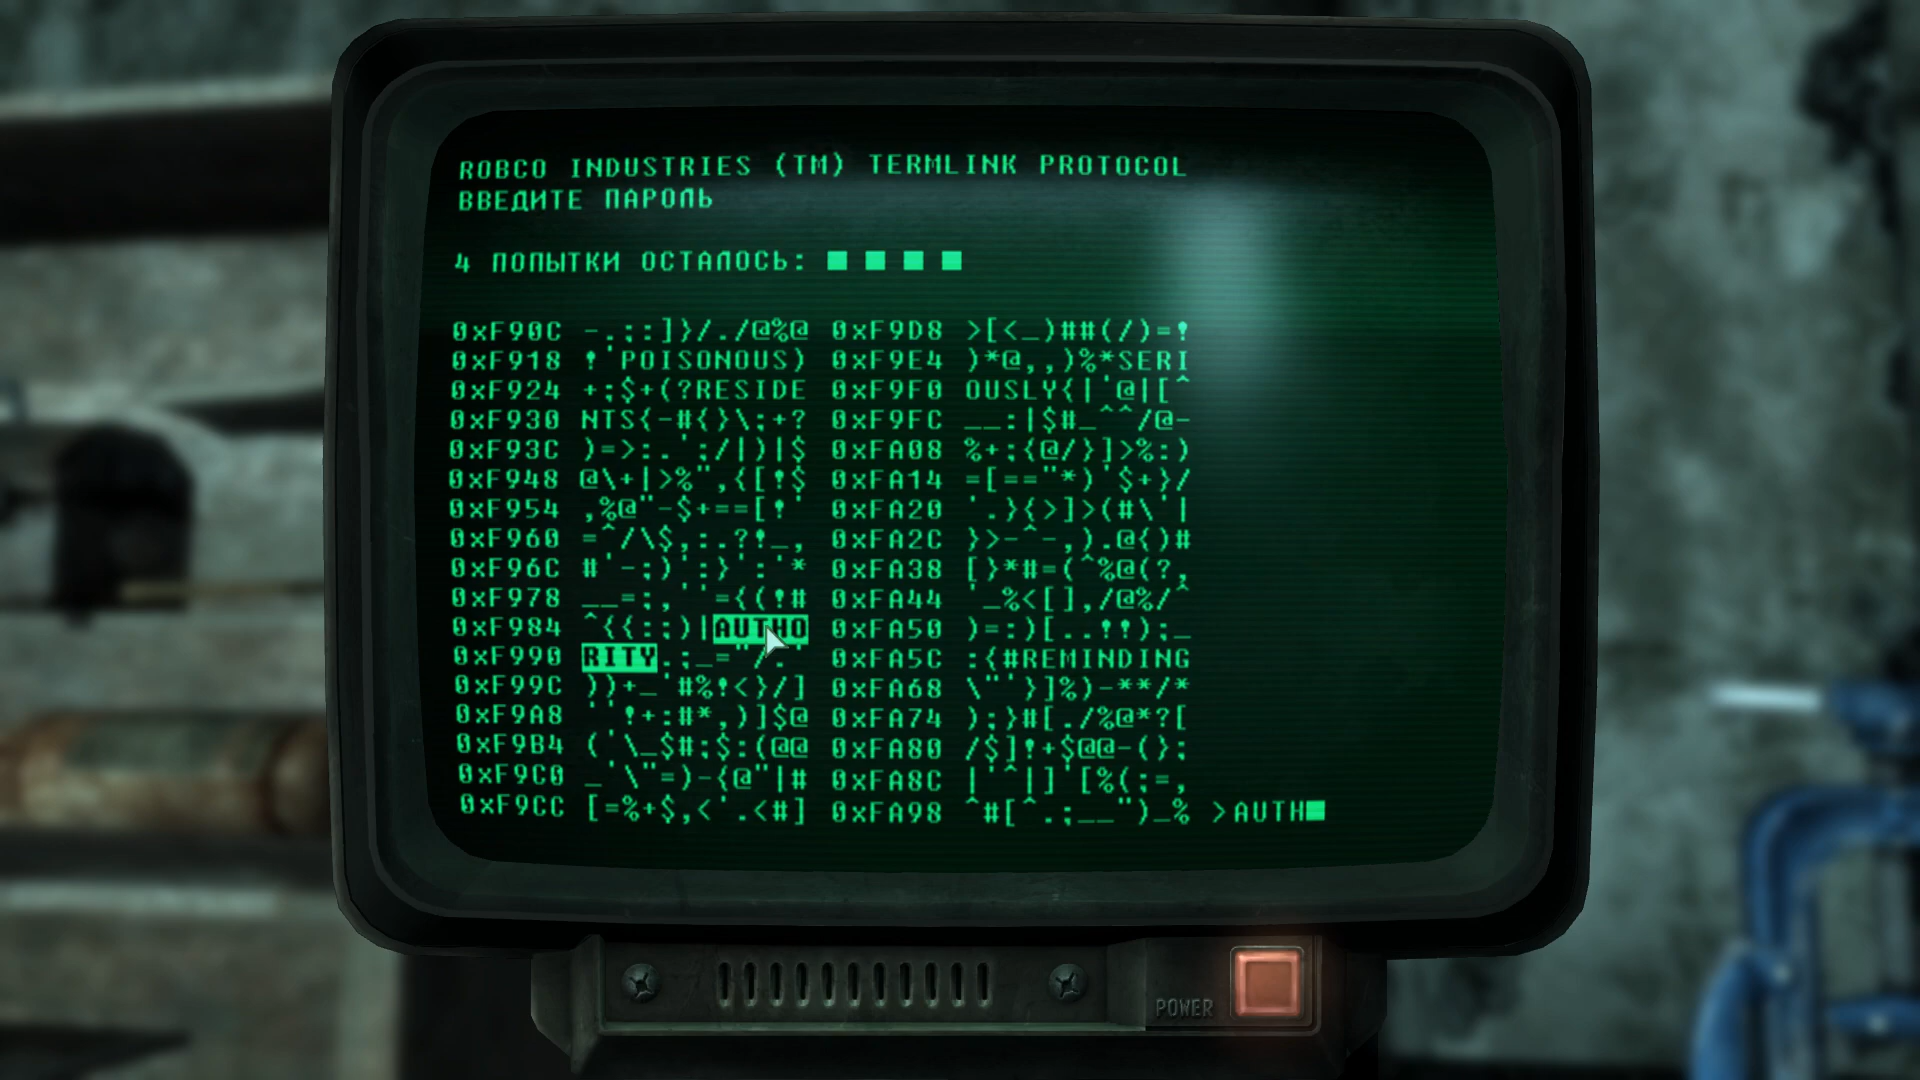 ROBCO INDUSTRIES (TM) TERMLINK PROTOCOL
ВВЕДИТЕ ПАРОЛЬ
4 ПОПЫТКИ ОСТАЛОСЬ: ■ ■ ■ ■
0xF90C -.;:]}/./@%@ 0xF9D8 >[<_)##(/)=!
0xF918 !'POISONOUS) 0xF9E4 )*@,,)%*SERI
0xF924 +;$+(?RESIDE 0xF9F0 OUSLY{|'@|[^
0xF930 NTS{-#{}\;+? 0xF9FC __:|$#_^^/@-
0xF93C )=>:.';/|)|$ 0xFA08 %+;{@/}]>%:)
0xF948 @\+|>%",{[!$ 0xFA14 =[=="*)'$+}/
0xF954 ,%@"-$+==[!' 0xFA20 '.}{>]>(#\'|
0xF960 =^/\$,:.?!_, 0xFA2C }>-^-,).@{)#
0xF96C #'-;)':}':'* 0xFA38 [}*#=(^%@(?,
0xF978 __=;,''={((!# 0xFA44 '_%<[],/@%/^
0xF984 ^{{:;)|AUTHO 0xFA50 )=:)[..!!);_
0xF990 RITY.;_="/.' 0xFA5C :{#REMINDING
0xF99C ))+_'#%!<}/] 0xFA68 \"'}]%)-**/*
0xF9A8 ''!+:#*,)]$@ 0xFA74 );}#[./%@*?[
0xF9B4 ('\_$#;$:(@@ 0xFA80 /$]!+$@@-(};
0xF9C0 _'\"=)-{@"|# 0xFA8C |'^|]'[%(;=,
0xF9CC [=%+$,<'.<#] 0xFA98 ^#[^.;__")_% >AUTH■
POWER